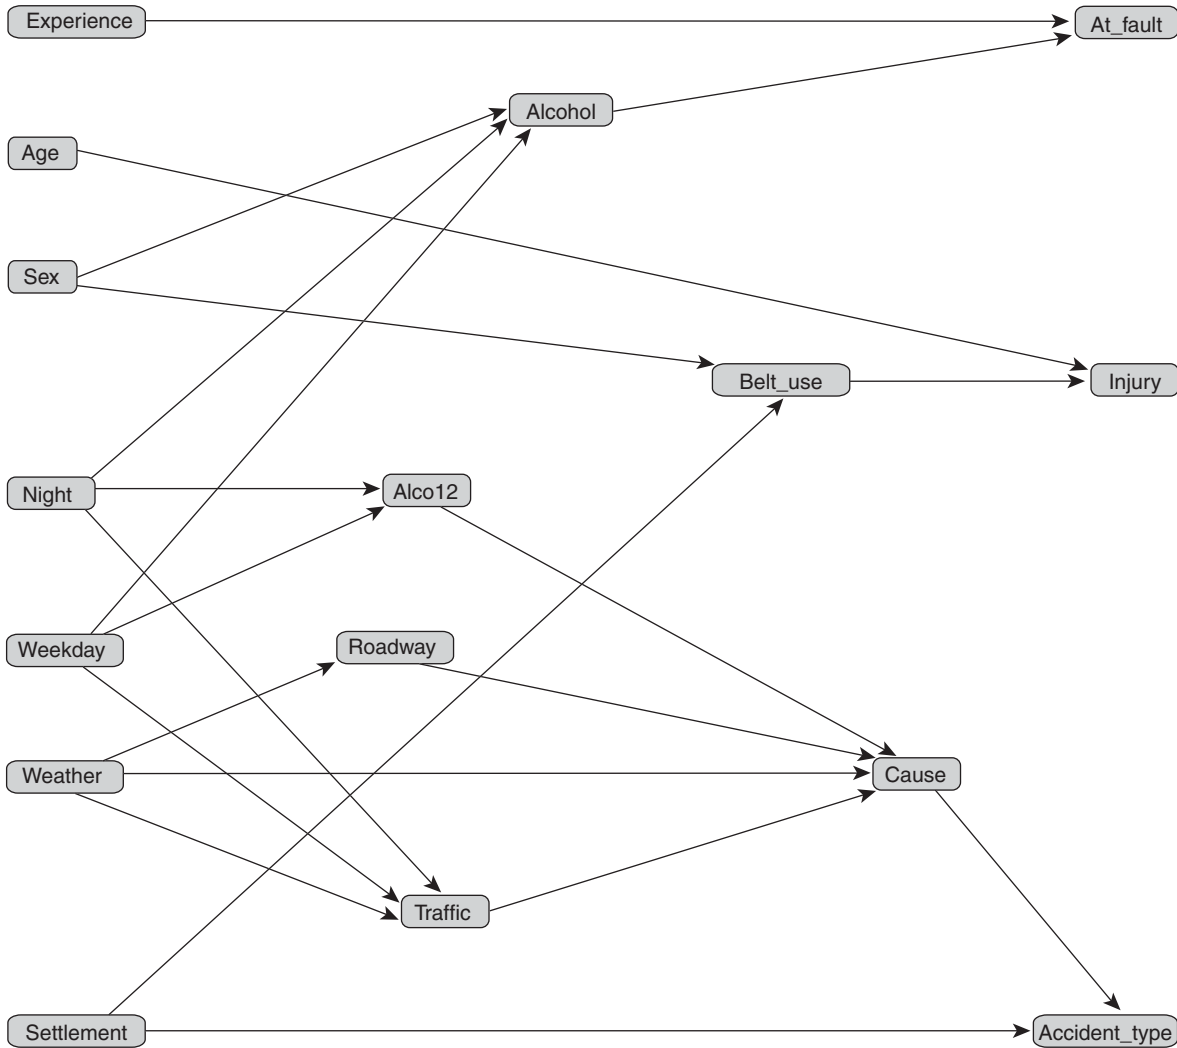 Experience
At_fault
Alcohol
Age
Sex
Belt_use
Injury
Night
Alco12
Weekday
Roadway
Weather
Cause
Traffic
Settlement
Accident_type